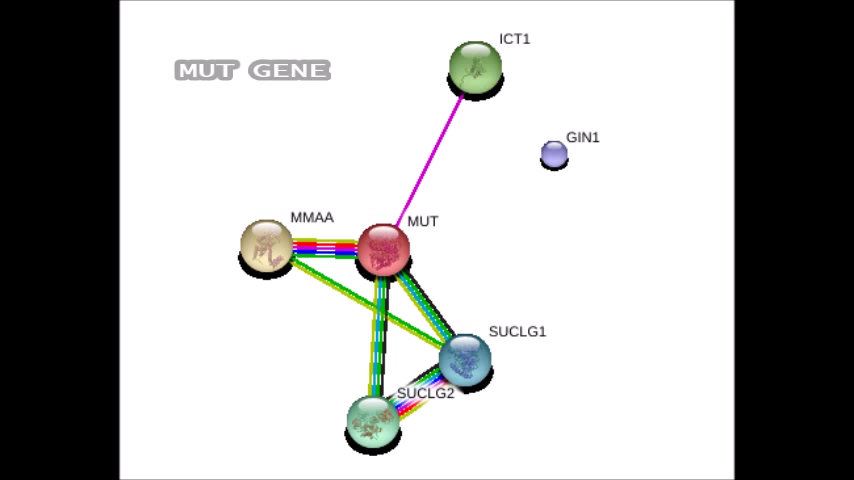 ICT1
MUT GENE
GIN1
MMAA
MUT
SUCLG1
SUCLG2